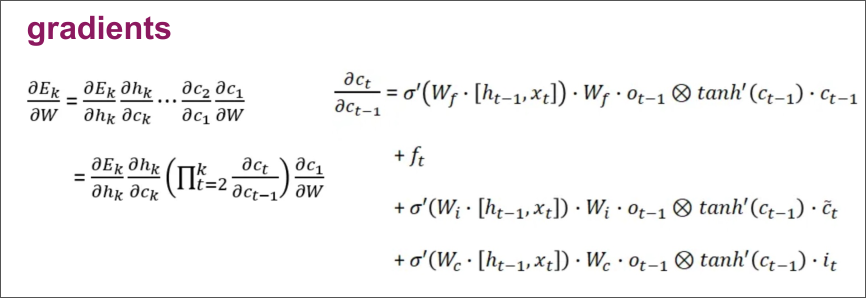 gradients
∂E_k/∂W = ∂E_k/∂h_k ∂h_k/∂c_k ⋯ ∂c_2/∂c_1 ∂c_1/∂W
= ∂E_k/∂h_k ∂h_k/∂c_k (∏_{t=2}^{k} ∂c_t/∂c_{t−1}) ∂c_1/∂W
∂c_t/∂c_{t−1} = σ′(W_f · [h_{t−1}, x_t]) · W_f · o_{t−1} ⊗ tanh′(c_{t−1}) · c_{t−1}
+ f_t
+ σ′(W_i · [h_{t−1}, x_t]) · W_i · o_{t−1} ⊗ tanh′(c_{t−1}) · c̃_t
+ σ′(W_c · [h_{t−1}, x_t]) · W_c · o_{t−1} ⊗ tanh′(c_{t−1}) · i_t